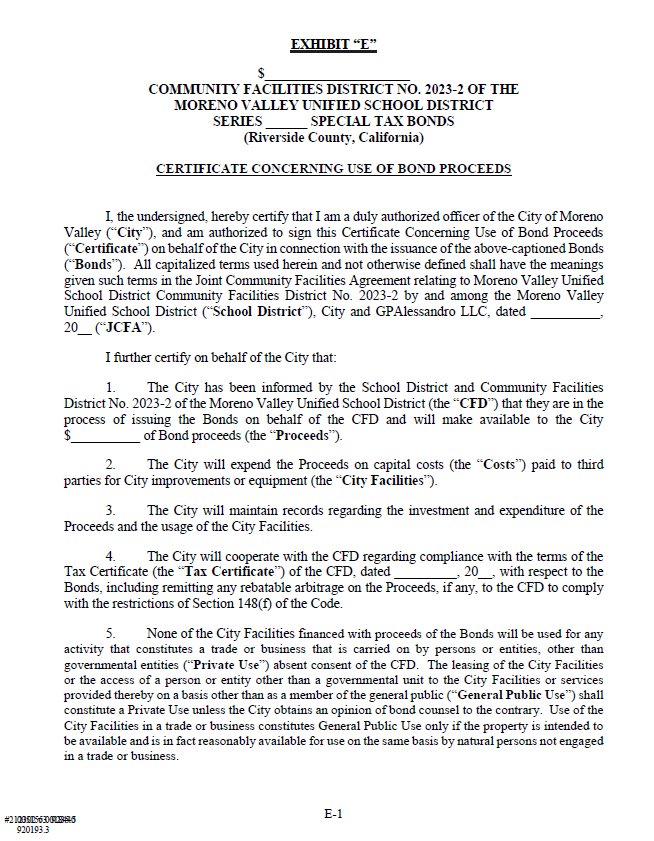 EXHIBIT “E”
$____________________
COMMUNITY FACILITIES DISTRICT NO. 2023-2 OF THE
MORENO VALLEY UNIFIED SCHOOL DISTRICT
SERIES ______ SPECIAL TAX BONDS
(Riverside County, California)
CERTIFICATE CONCERNING USE OF BOND PROCEEDS
I, the undersigned, hereby certify that I am a duly authorized officer of the City of Moreno
Valley (“City”), and am authorized to sign this Certificate Concerning Use of Bond Proceeds
(“Certificate”) on behalf of the City in connection with the issuance of the above-captioned Bonds
(“Bonds”). All capitalized terms used herein and not otherwise defined shall have the meanings
given such terms in the Joint Community Facilities Agreement relating to Moreno Valley Unified
School District Community Facilities District No. 2023-2 by and among the Moreno Valley
Unified School District (“School District”), City and GPAlessandro LLC, dated __________,
20__ (“JCFA”).
I further certify on behalf of the City that:
1. The City has been informed by the School District and Community Facilities
District No. 2023-2 of the Moreno Valley Unified School District (the “CFD”) that they are in the
process of issuing the Bonds on behalf of the CFD and will make available to the City
$__________ of Bond proceeds (the “Proceeds”).
2. The City will expend the Proceeds on capital costs (the “Costs”) paid to third
parties for City improvements or equipment (the “City Facilities”).
3. The City will maintain records regarding the investment and expenditure of the
Proceeds and the usage of the City Facilities.
4. The City will cooperate with the CFD regarding compliance with the terms of the
Tax Certificate (the “Tax Certificate”) of the CFD, dated _________, 20__, with respect to the
Bonds, including remitting any rebatable arbitrage on the Proceeds, if any, to the CFD to comply
with the restrictions of Section 148(f) of the Code.
5. None of the City Facilities financed with proceeds of the Bonds will be used for any
activity that constitutes a trade or business that is carried on by persons or entities, other than
governmental entities (“Private Use”) absent consent of the CFD. The leasing of the City Facilities
or the access of a person or entity other than a governmental unit to the City Facilities or services
provided thereby on a basis other than as a member of the general public (“General Public Use”) shall
constitute a Private Use unless the City obtains an opinion of bond counsel to the contrary. Use of the
City Facilities in a trade or business constitutes General Public Use only if the property is intended to
be available and is in fact reasonably available for use on the same basis by natural persons not engaged
in a trade or business.
E-1
920193.3